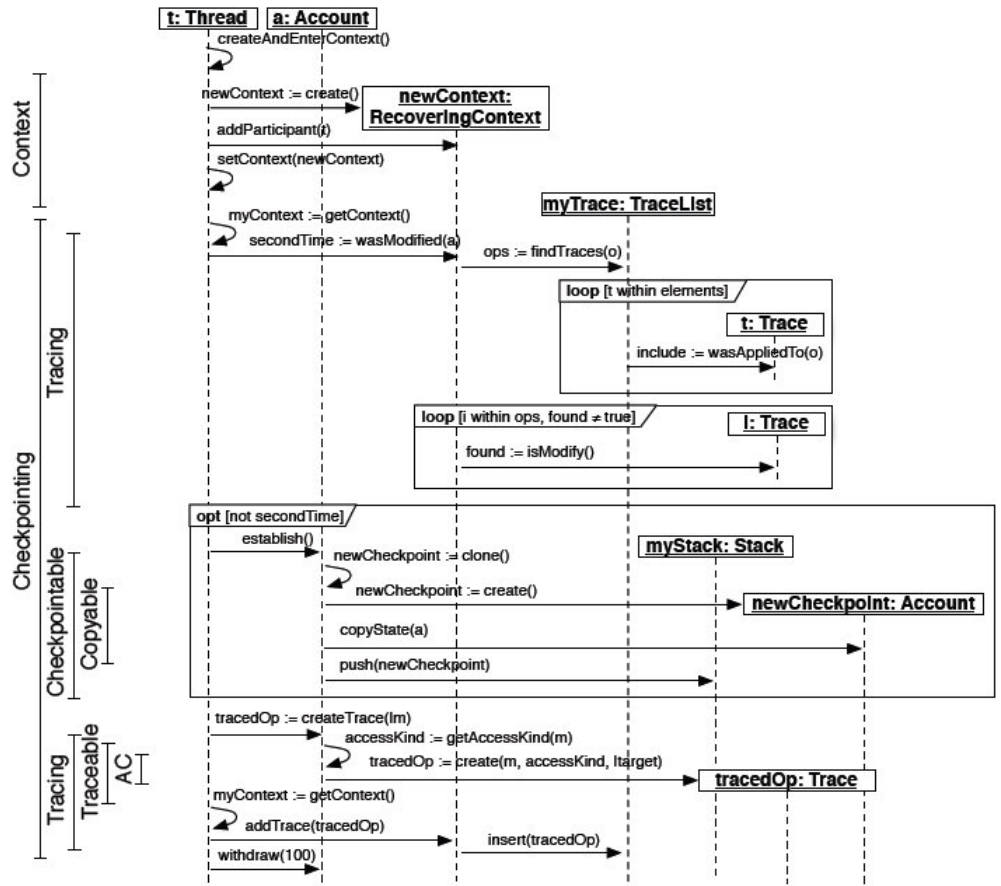 t: Thread
a: Account
createAndEnterContext()
newContext := create()
newContext:
RecoveringContext
addParticipant(t)
setContext(newContext)
Context
myTrace: TraceList
myContext := getContext()
secondTime := wasModified(a)
ops := findTraces(o)
loop [t within elements]
t: Trace
include := wasAppliedTo(o)
Tracing
loop [i within ops, found ≠ true]
I: Trace
found := isModify()
Checkpointing
opt [not secondTime]
establish()
newCheckpoint := clone()
myStack: Stack
newCheckpoint := create()
newCheckpoint: Account
copyState(a)
push(newCheckpoint)
Checkpointable
Copyable
tracedOp := createTrace(Im)
accessKind := getAccessKind(m)
tracedOp := create(m, accessKind, Itarget)
tracedOp: Trace
Tracing
Traceable
AC
myContext := getContext()
addTrace(tracedOp)
insert(tracedOp)
withdraw(100)